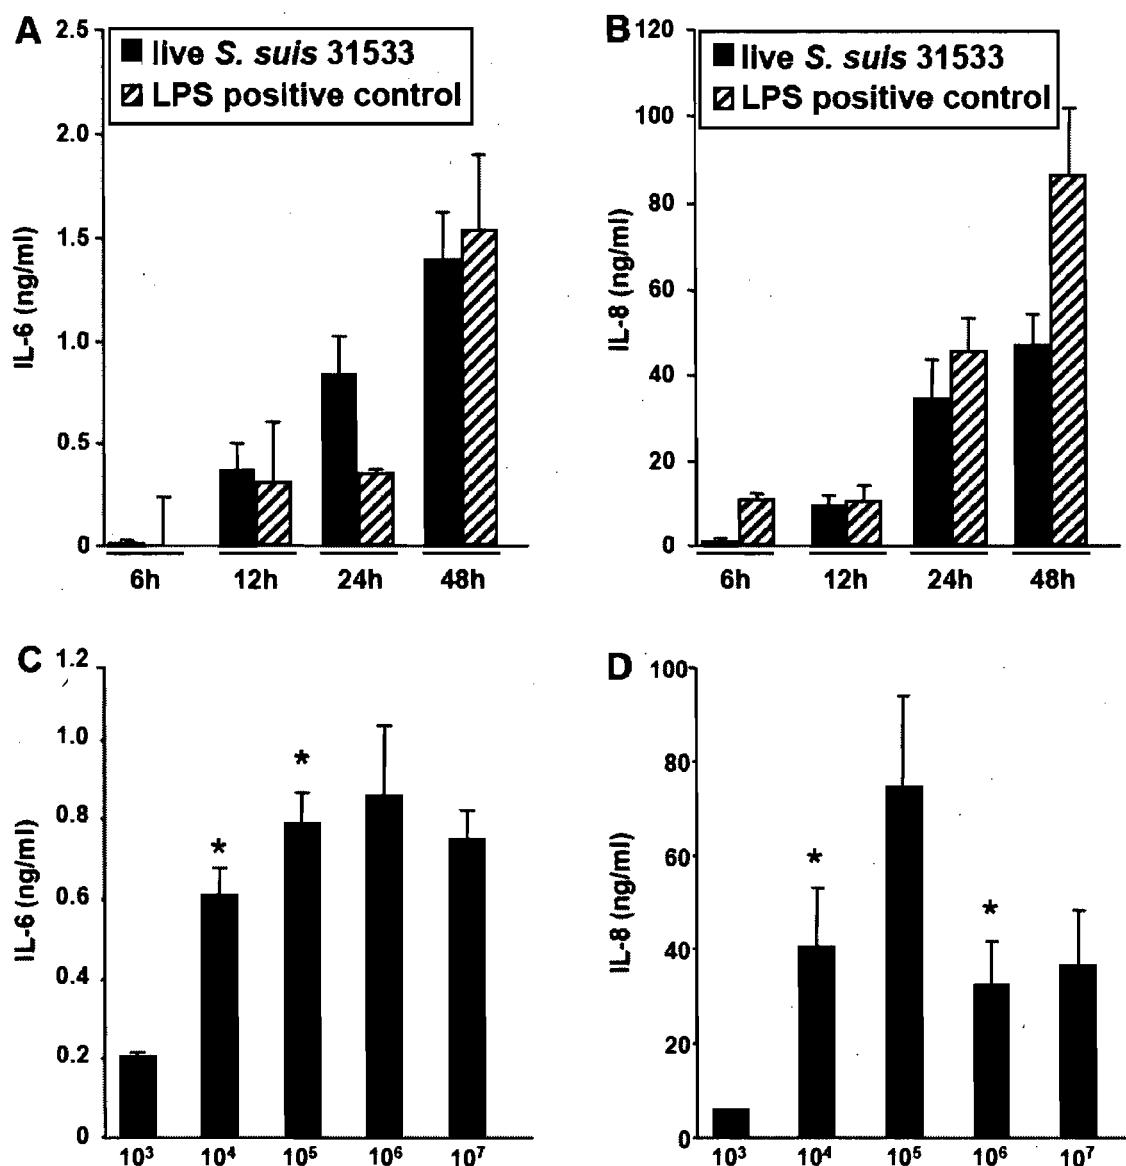 A
2.5
2.0
1.5
1.0
0.5
0
IL-6 (ng/ml)
live S. suis 31533
LPS positive control
6h 12h 24h 48h
B
120
100
80
60
40
20
0
IL-8 (ng/ml)
live S. suis 31533
LPS positive control
6h 12h 24h 48h
C
1.2
1.0
0.8
0.6
0.4
0.2
0
IL-6 (ng/ml)
*
*
10³ 10⁴ 10⁵ 10⁶ 10⁷
D
100
80
60
40
20
0
IL-8 (ng/ml)
*
*
10³ 10⁴ 10⁵ 10⁶ 10⁷